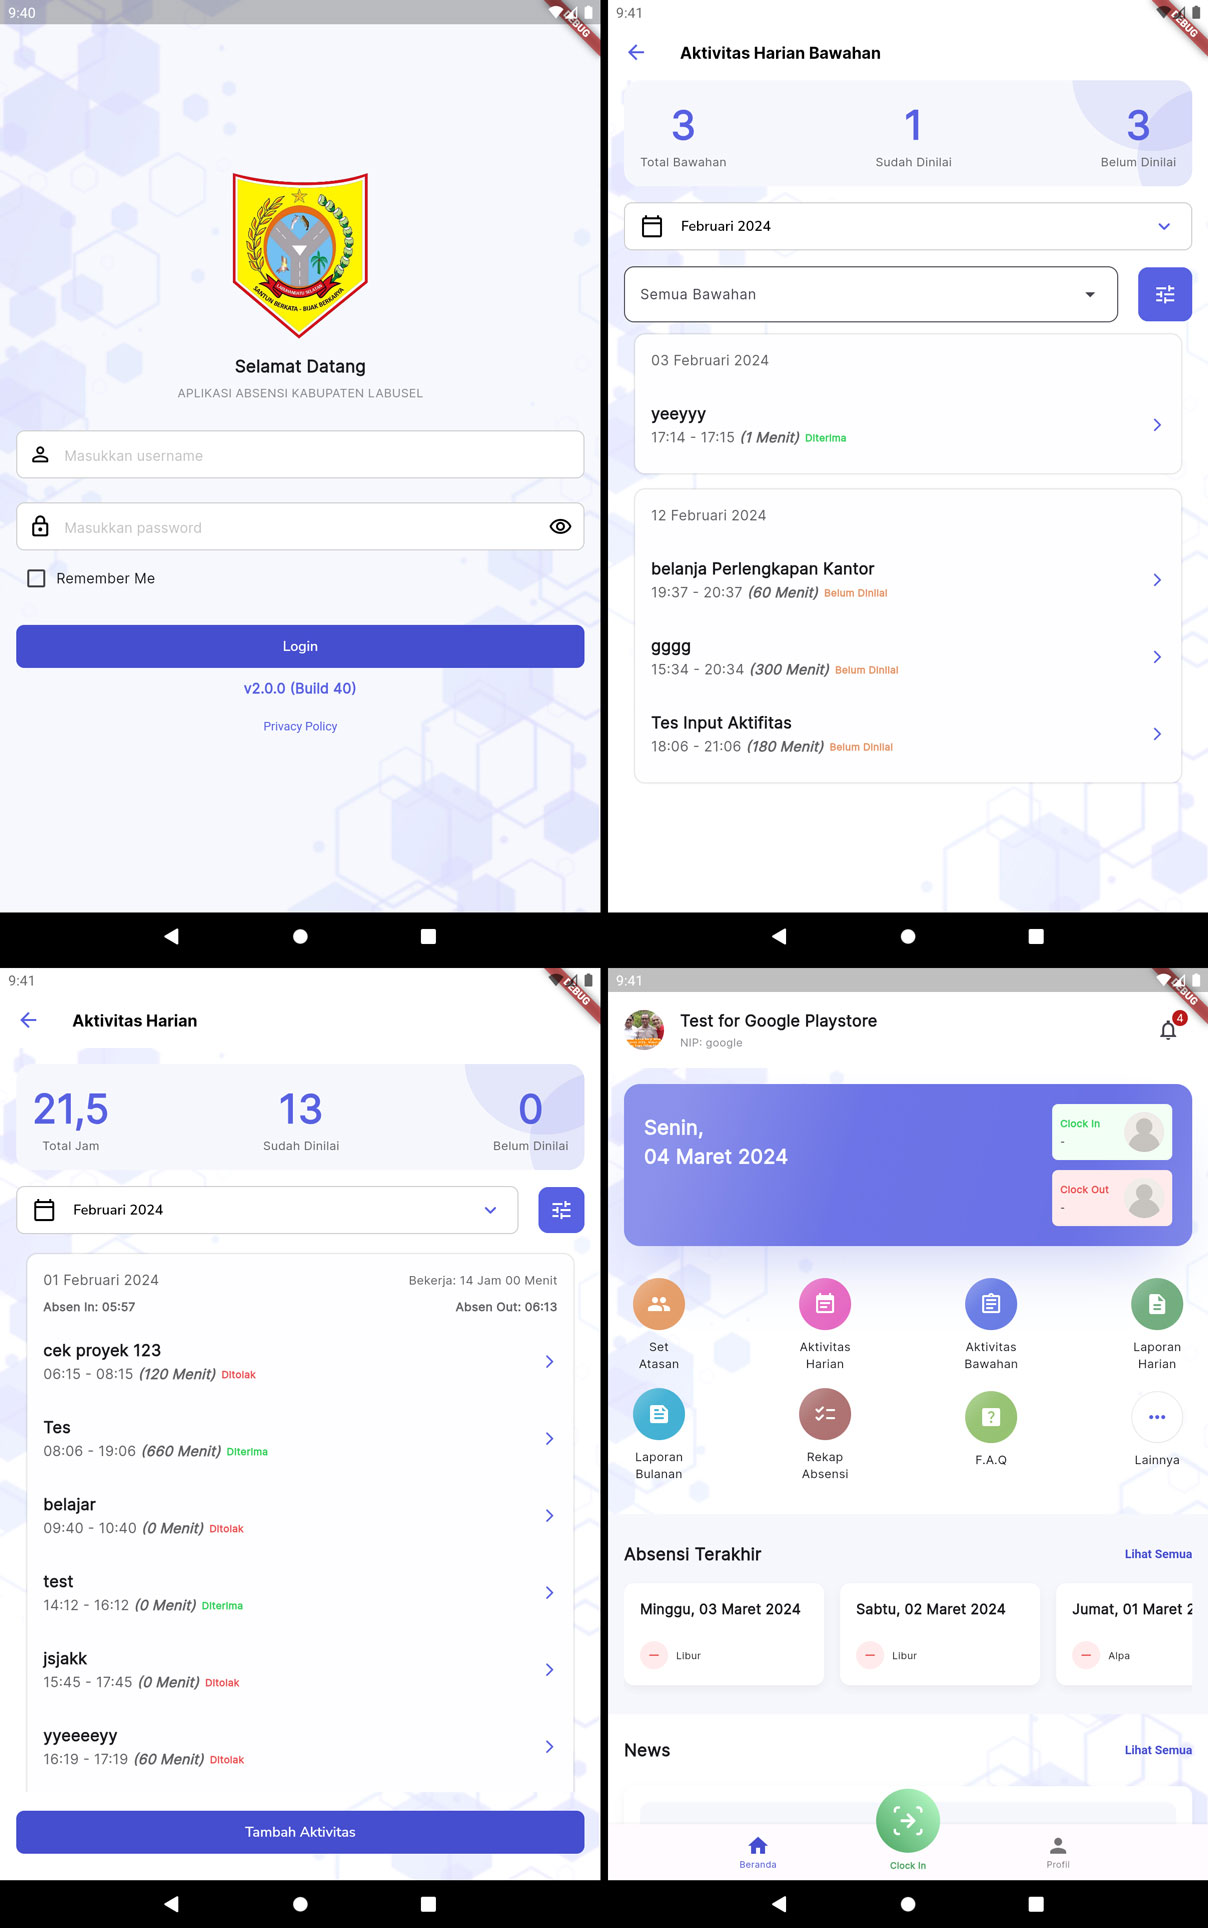 9:40
DEBUG
LABUHANBATU SELATAN
SANTUN BERKATA - BIJAK BERKARYA
Selamat Datang
APLIKASI ABSENSI KABUPATEN LABUSEL
Masukkan username
Masukkan password
Remember Me
Login
v2.0.0 (Build 40)
Privacy Policy
9:41
DEBUG
Aktivitas Harian Bawahan
3 1 3
Total Bawahan Sudah Dinilai Belum Dinilai
Februari 2024
Semua Bawahan
03 Februari 2024
yeeyyy
17:14 - 17:15 (1 Menit) Diterima
12 Februari 2024
belanja Perlengkapan Kantor
19:37 - 20:37 (60 Menit) Belum Dinilai
gggg
15:34 - 20:34 (300 Menit) Belum Dinilai
Tes Input Aktifitas
18:06 - 21:06 (180 Menit) Belum Dinilai
9:41
DEBUG
Aktivitas Harian
21,5 13 0
Total Jam Sudah Dinilai Belum Dinilai
Februari 2024
01 Februari 2024 Bekerja: 14 Jam 00 Menit
Absen In: 05:57 Absen Out: 06:13
cek proyek 123
06:15 - 08:15 (120 Menit) Ditolak
Tes
08:06 - 19:06 (660 Menit) Diterima
belajar
09:40 - 10:40 (0 Menit) Ditolak
test
14:12 - 16:12 (0 Menit) Diterima
jsjakk
15:45 - 17:45 (0 Menit) Ditolak
yyeeeeyy
16:19 - 17:19 (60 Menit) Ditolak
Tambah Aktivitas
9:41
DEBUG
Test for Google Playstore
NIP: google
4
Senin,
04 Maret 2024
Clock In
-
Clock Out
-
Set Atasan
Aktivitas Harian
Aktivitas Bawahan
Laporan Harian
Laporan Bulanan
Rekap Absensi
F.A.Q
Lainnya
Absensi Terakhir Lihat Semua
Minggu, 03 Maret 2024
Libur
Sabtu, 02 Maret 2024
Libur
Jumat, 01 Maret 2
Alpa
News Lihat Semua
Beranda
Clock In
Profil